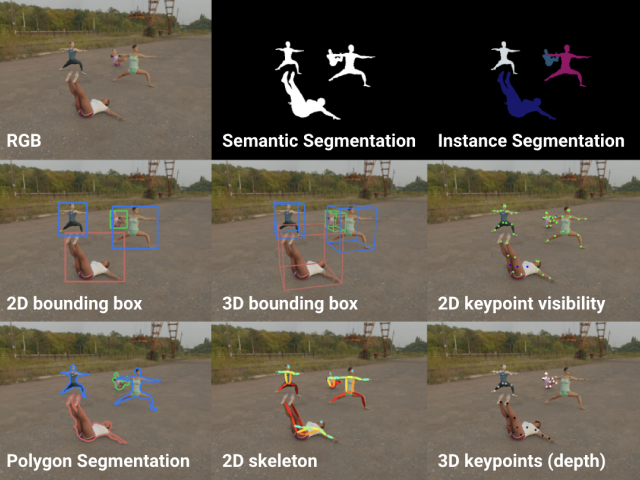 RGB
Semantic Segmentation
Instance Segmentation
2D bounding box
3D bounding box
2D keypoint visibility
Polygon Segmentation
2D skeleton
3D keypoints (depth)